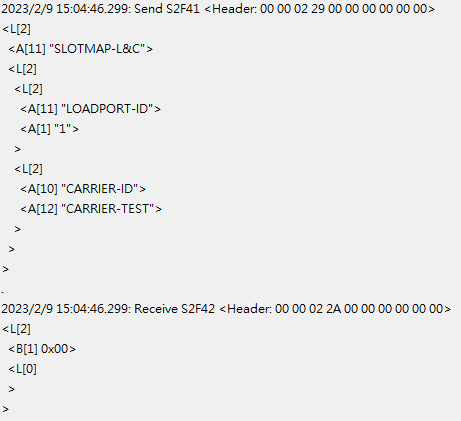 2023/2/9 15:04:46.299: Send S2F41 <Header: 00 00 02 29 00 00 00 00 00 00>
<L[2]
<A[11] "SLOTMAP-L&C">
<L[2]
<L[2]
<A[11] "LOADPORT-ID">
<A[1] "1">
>
<L[2]
<A[10] "CARRIER-ID">
<A[12] "CARRIER-TEST">
>
>
>
.
2023/2/9 15:04:46.299: Receive S2F42 <Header: 00 00 02 2A 00 00 00 00 00 00>
<L[2]
<B[1] 0x00>
<L[0]
>
>